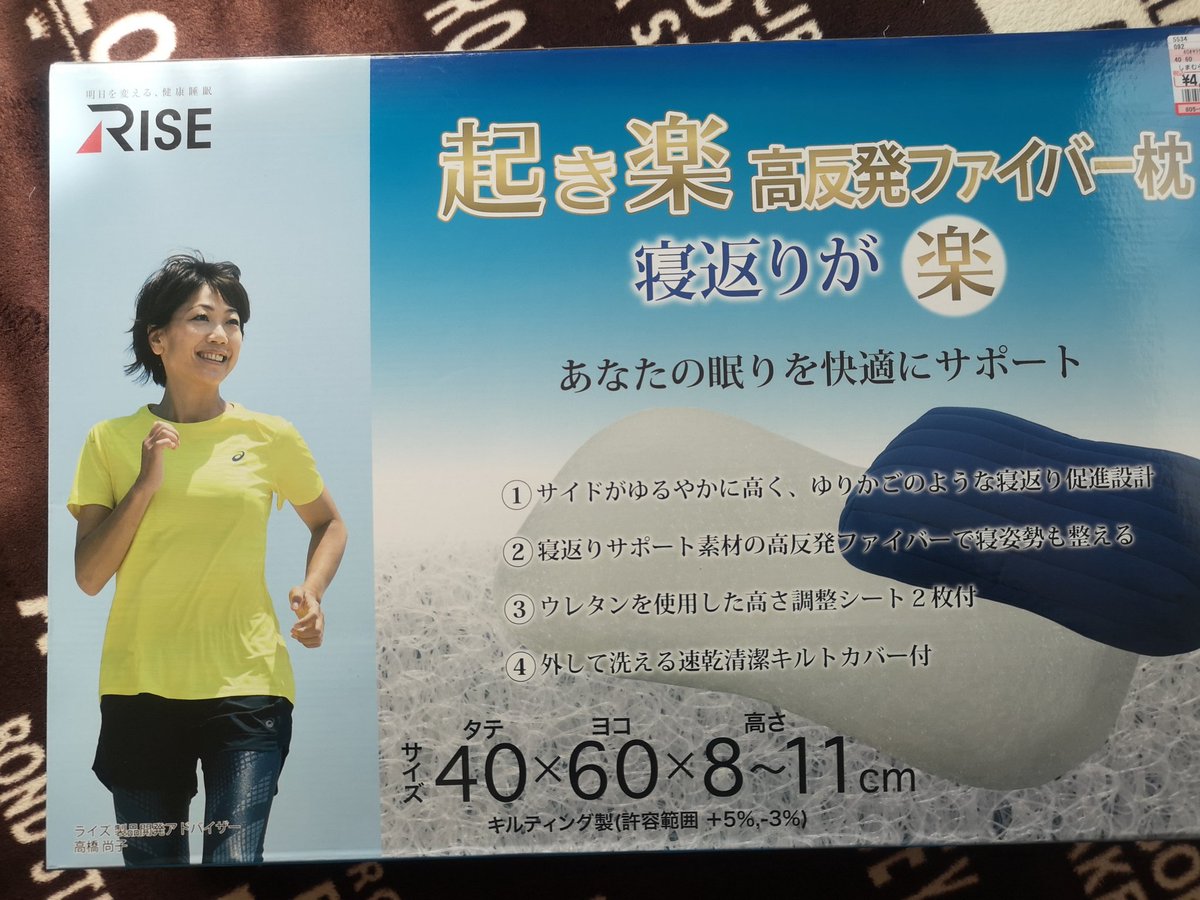 明日を変える、健康睡眠
RISE
起き楽 高反発ファイバー枕
寝返りが 楽
あなたの眠りを快適にサポート
①サイドがゆるやかに高く、ゆりかごのような寝返り促進設計
②寝返りサポート素材の高反発ファイバーで寝姿勢も整える
③ウレタンを使用した高さ調整シート2枚付
④外して洗える速乾清潔キルトカバー付
サイズ
タテ ヨコ 高さ
40×60×8~11cm
キルティング製(許容範囲 +5%,-3%)
ライズ 製品開発アドバイザー
高橋 尚子
5534
092
40 60
しまむら
¥4,